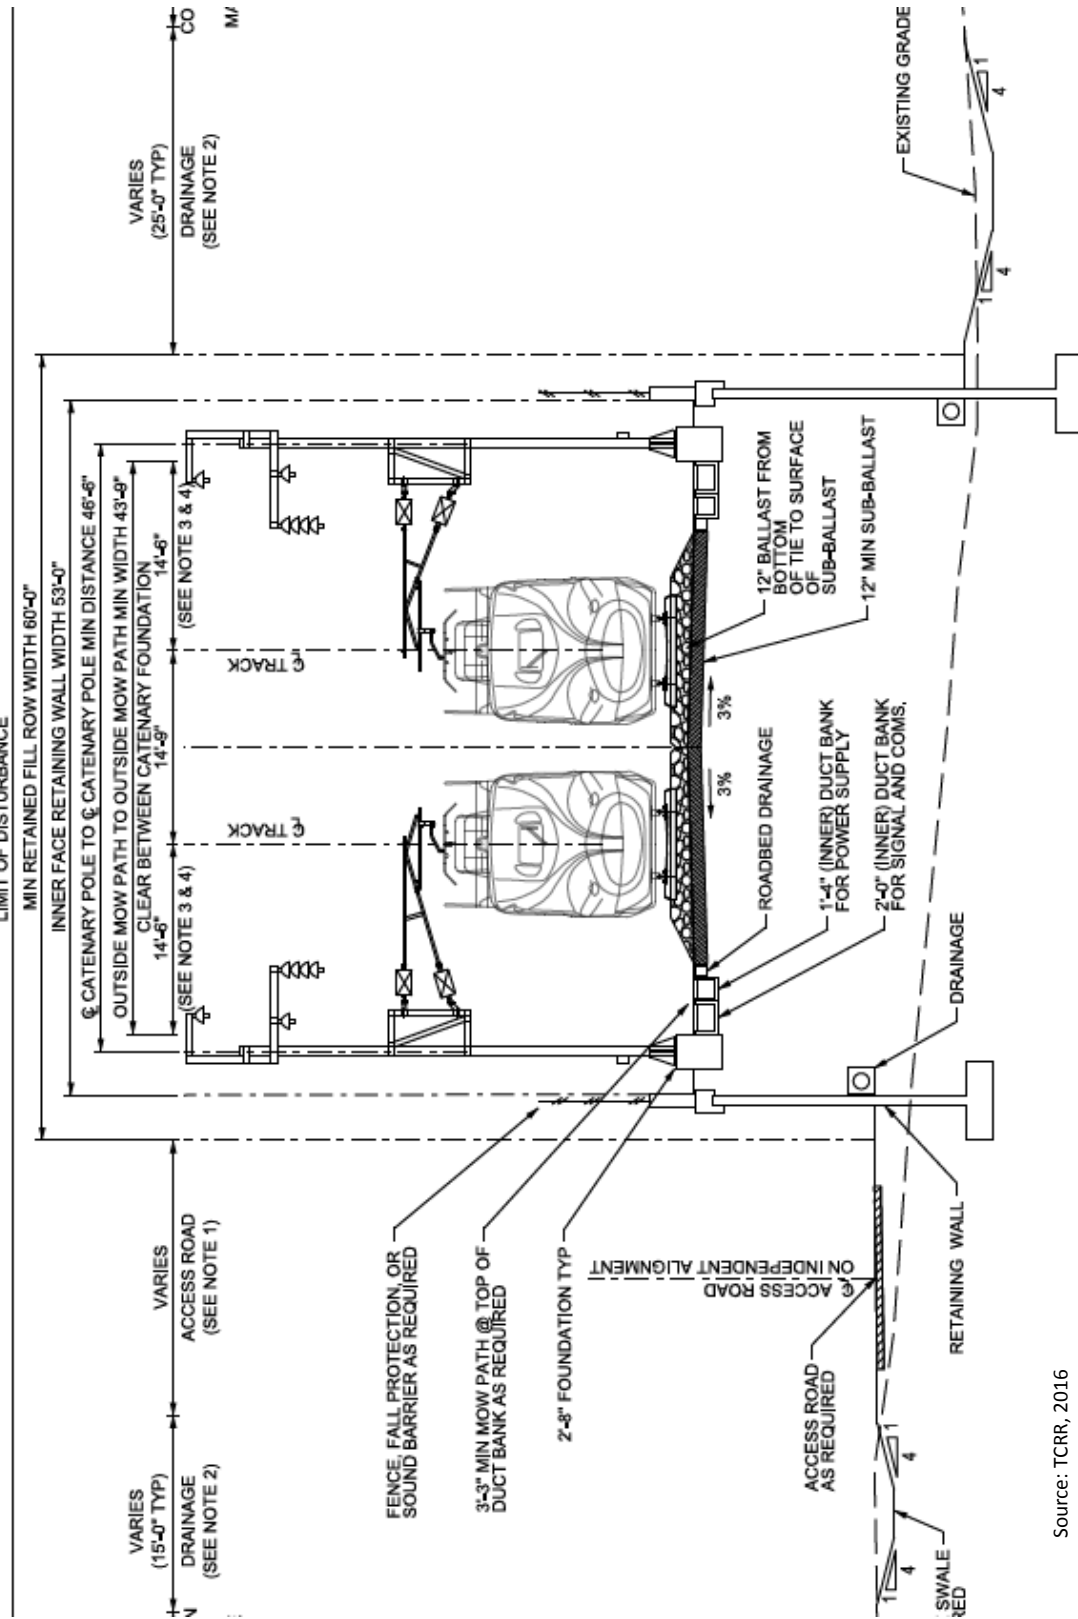 LIMIT OF DISTURBANCE
MIN RETAINED FILL ROW WIDTH 60'-0"
INNER FACE RETAINING WALL WIDTH 53'-0"
℄ CATENARY POLE TO ℄ CATENARY POLE MIN DISTANCE 46'-6"
OUTSIDE MOW PATH TO OUTSIDE MOW PATH MIN WIDTH 43'-9"
CLEAR BETWEEN CATENARY FOUNDATION
14'-6"
14'-9"
14'-6"
(SEE NOTE 3 & 4)
(SEE NOTE 3 & 4)
VARIES
(15'-0" TYP)
DRAINAGE
(SEE NOTE 2)
VARIES
ACCESS ROAD
(SEE NOTE 1)
VARIES
(25'-0" TYP)
DRAINAGE
(SEE NOTE 2)
CO
MA
N
℄ TRACK
℄ TRACK
FENCE, FALL PROTECTION, OR
SOUND BARRIER AS REQUIRED
3'-3" MIN MOW PATH @ TOP OF
DUCT BANK AS REQUIRED
2'-8" FOUNDATION TYP
℄ ACCESS ROAD
ON INDEPENDENT ALIGNMENT
ACCESS ROAD
AS REQUIRED
RETAINING WALL
DRAINAGE
ROADBED DRAINAGE
1'-4" (INNER) DUCT BANK
FOR POWER SUPPLY
2'-0" (INNER) DUCT BANK
FOR SIGNAL AND COMS,
3%
3%
12" BALLAST FROM
BOTTOM
OF TIE TO SURFACE
OF
SUB-BALLAST
12" MIN SUB-BALLAST
EXISTING GRADE
1
4
1
4
1
4
1
4
SWALE
RED
Source: TCRR, 2016